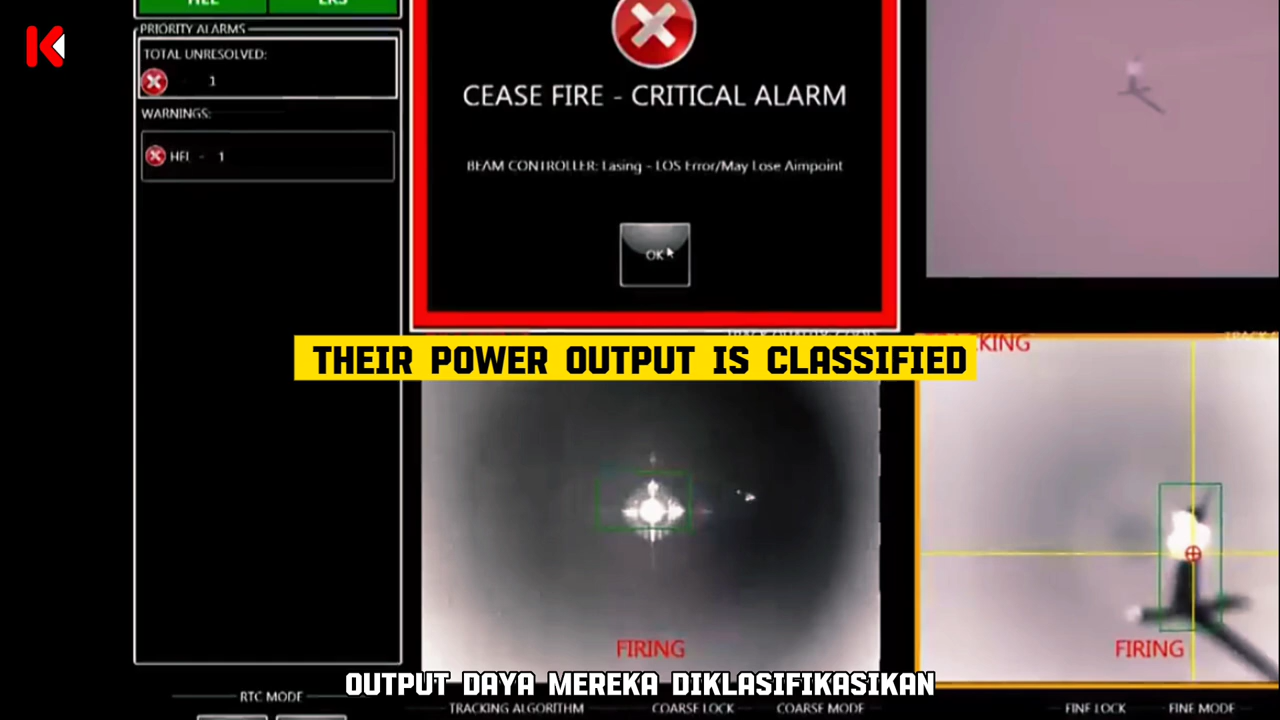 HEL
ERS
PRIORITY ALARMS
TOTAL UNRESOLVED:
1
WARNINGS:
HEL - 1
CEASE FIRE - CRITICAL ALARM
BEAM CONTROLLER: Lasing - LOS Error/May Lose Aimpoint
OK
THEIR POWER OUTPUT IS CLASSIFIED
FIRING
FIRING
OUTPUT DAYA MEREKA DIKLASIFIKASIKAN
RTC MODE
TRACKING ALGORITHM
COARSE LOCK
COARSE MODE
FINE LOCK
FINE MODE